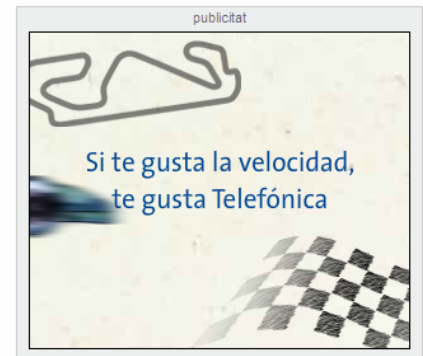 publicitat
Si te gusta la velocidad,
te gusta Telefónica